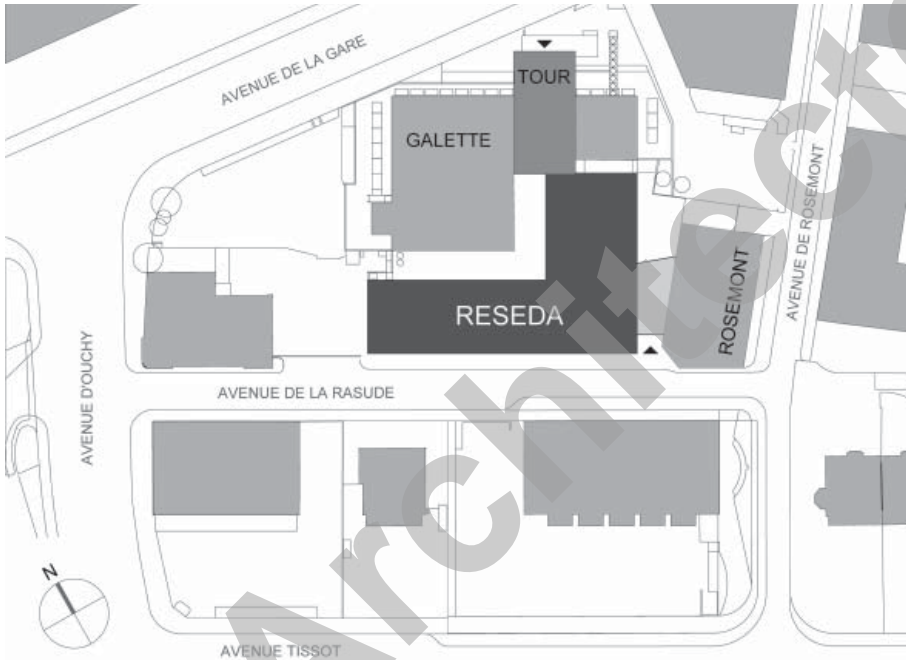 AVENUE DE LA GARE
TOUR
GALETTE
AVENUE DE ROSEMONT
RESEDA
ROSEMONT
AVENUE D'OUCHY
AVENUE DE LA RASUDE
N
AVENUE TISSOT
Architect